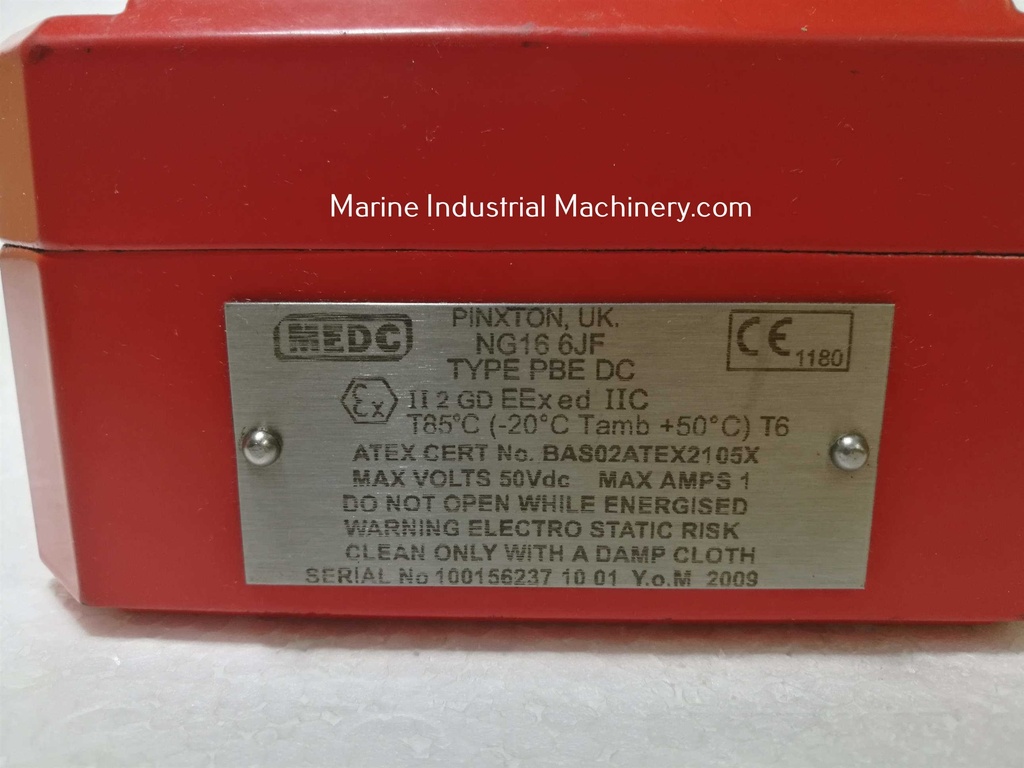 Marine Industrial Machinery.com
MEDC
PINXTON, UK.
NG16 6JF
TYPE PBE DC
CE 1180
Ex II 2 GD EEx ed IIC
T85°C (-20°C Tamb +50°C) T6
ATEX CERT No. BAS02ATEX2105X
MAX VOLTS 50Vdc MAX AMPS 1
DO NOT OPEN WHILE ENERGISED
WARNING ELECTRO STATIC RISK
CLEAN ONLY WITH A DAMP CLOTH
SERIAL No 100156237 10 01 Y.o.M 2009